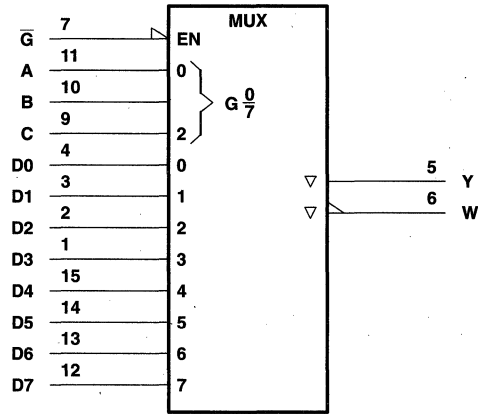 MUX
G̅ 7 EN
A 11 0
B 10 G 0/7
C 9 2
D0 4 0
D1 3 1
D2 2 2
D3 1 3
D4 15 4
D5 14 5
D6 13 6
D7 12 7
▽ 5 Y
▽ 6 W